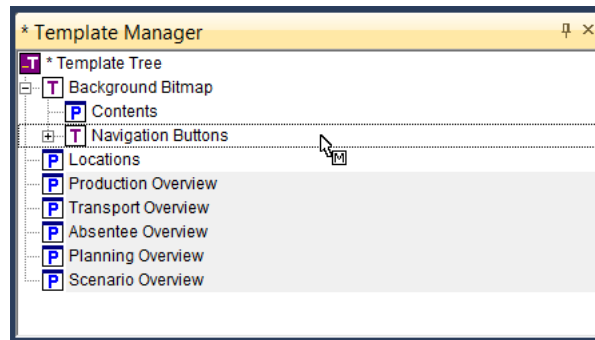 * Template Manager
* Template Tree
T Background Bitmap
P Contents
T Navigation Buttons
M
P Locations
P Production Overview
P Transport Overview
P Absentee Overview
P Planning Overview
P Scenario Overview